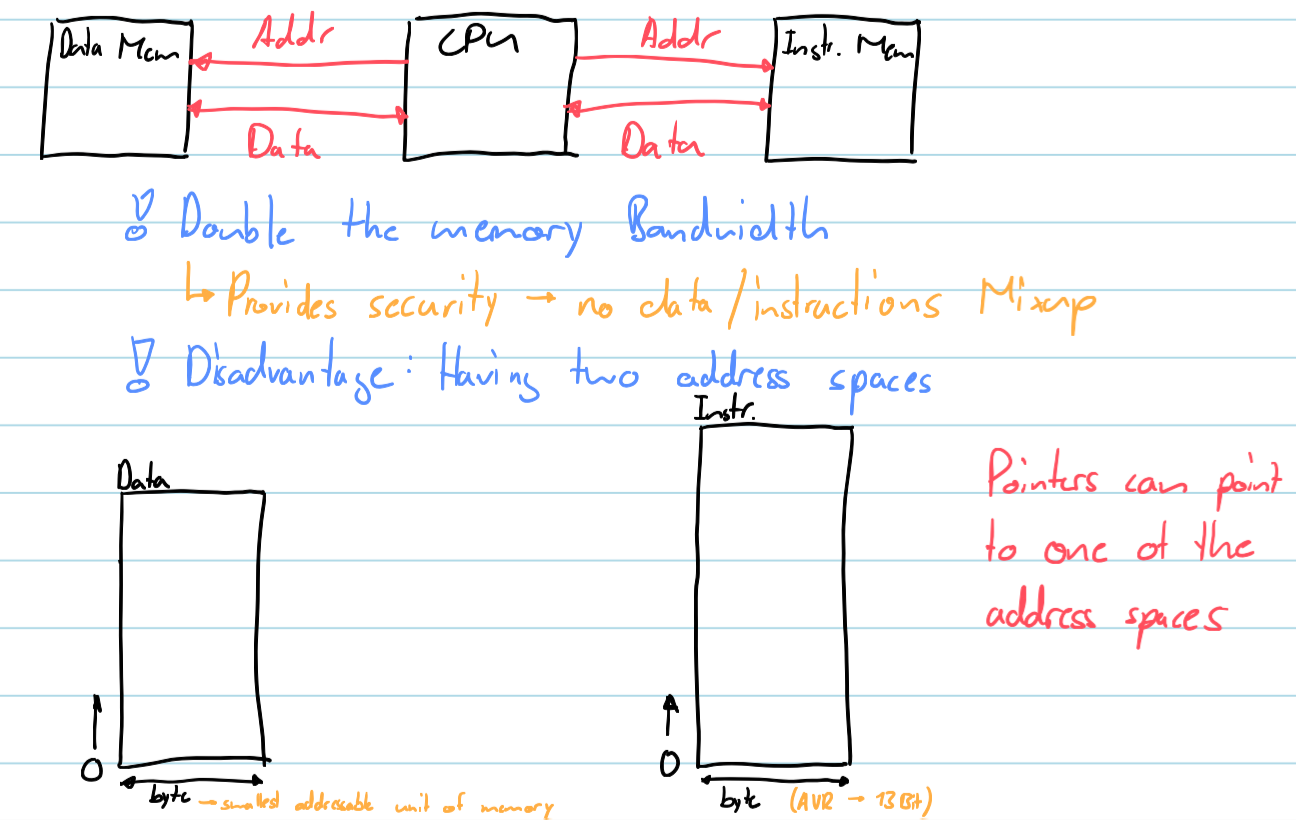 Data Mem
Addr
CPU
Addr
Instr. Mem
Data
Data
! Double the memory Bandwidth
↳ Provides security → no data/instructions Mixup
! Disadvantage: Having two address spaces
Instr.
Data
Pointers can point
to one of the
address spaces
0
0
byte → smallest addressable unit of memory
byte (AVR → 13 Bit)